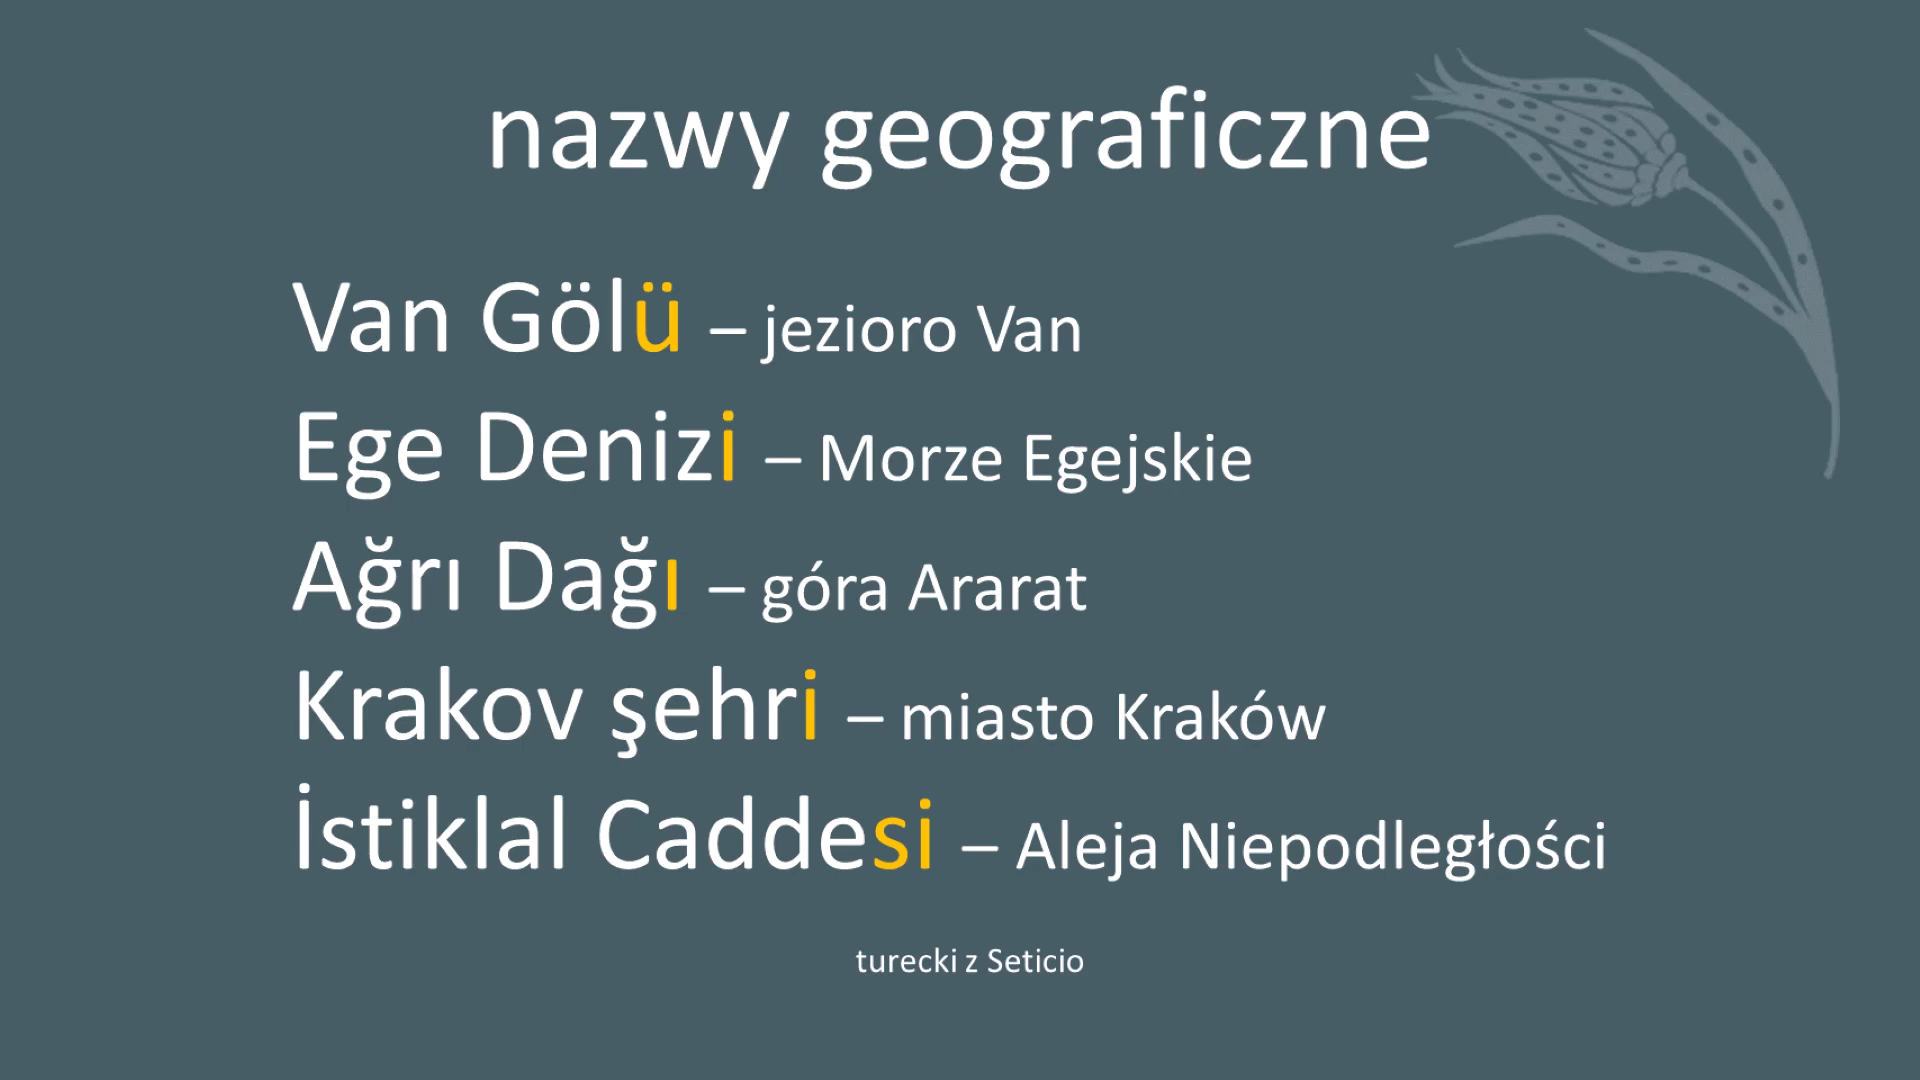 nazwy geograficzne
Van Gölü – jezioro Van
Ege Denizi – Morze Egejskie
Ağrı Dağı – góra Ararat
Krakov şehri – miasto Kraków
İstiklal Caddesi – Aleja Niepodległości
turecki z Seticio